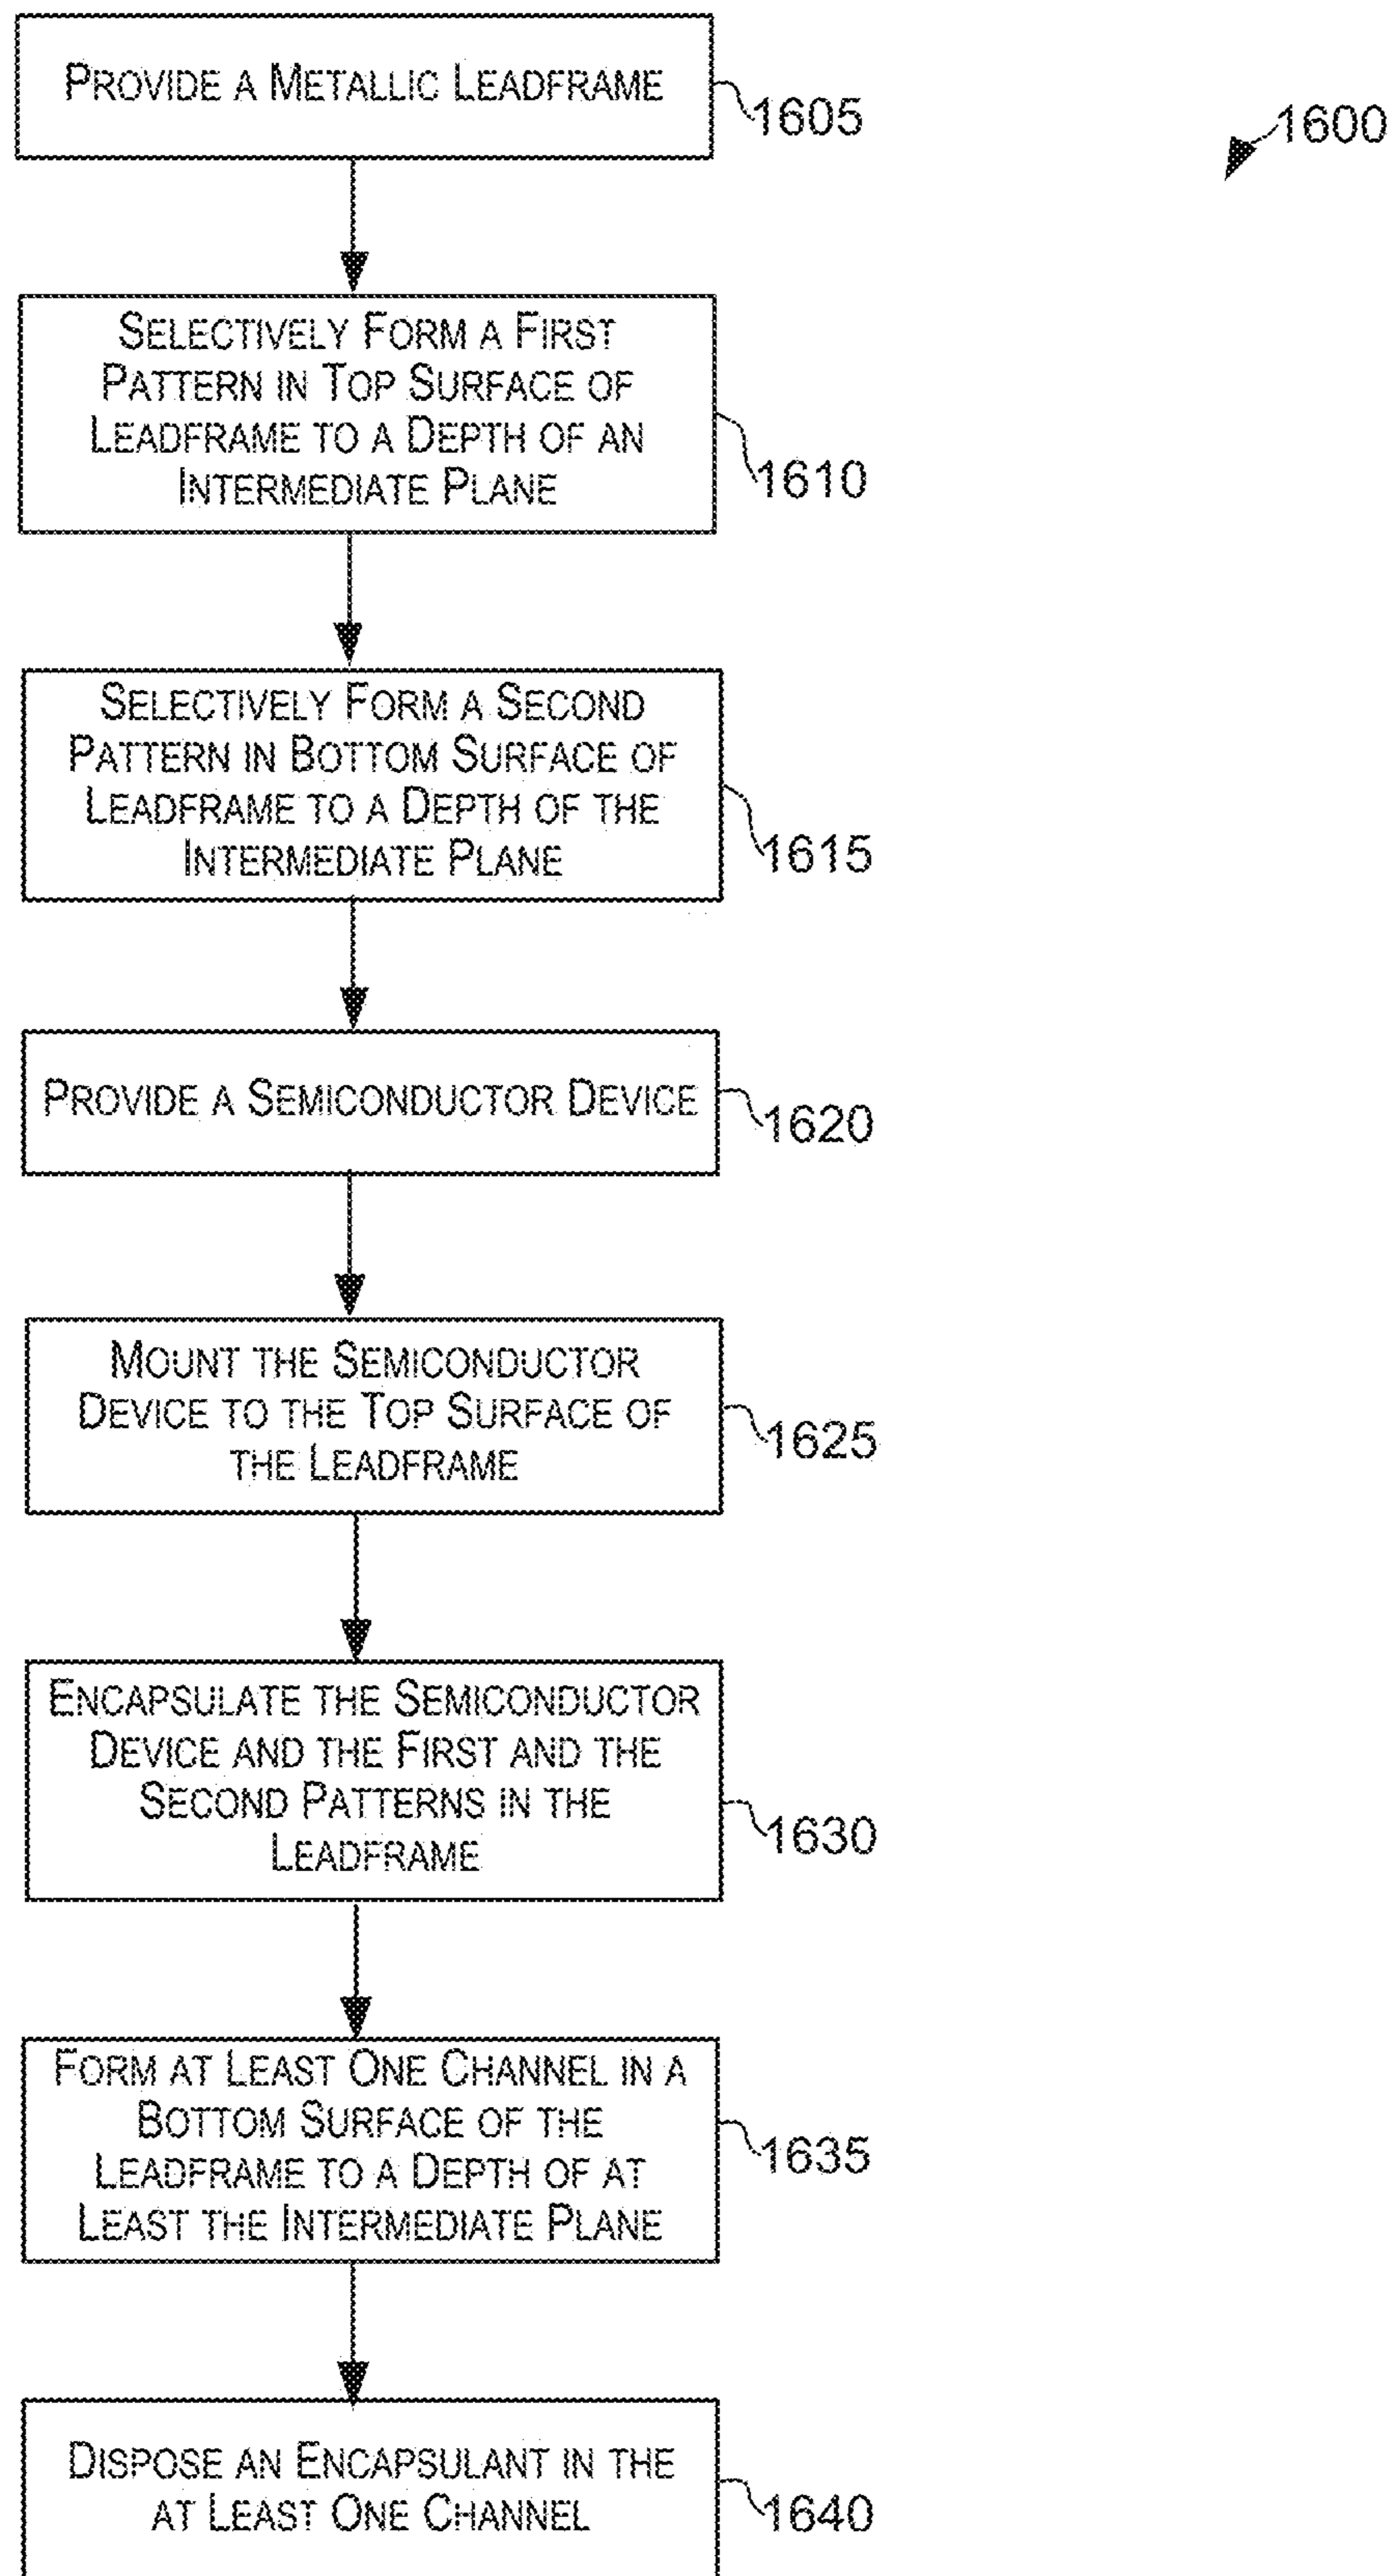 PROVIDE A METALLIC LEADFRAME
1605
1600
SELECTIVELY FORM A FIRST
PATTERN IN TOP SURFACE OF
LEADFRAME TO A DEPTH OF AN
INTERMEDIATE PLANE
1610
SELECTIVELY FORM A SECOND
PATTERN IN BOTTOM SURFACE OF
LEADFRAME TO A DEPTH OF THE
INTERMEDIATE PLANE
1615
PROVIDE A SEMICONDUCTOR DEVICE
1620
MOUNT THE SEMICONDUCTOR
DEVICE TO THE TOP SURFACE OF
THE LEADFRAME
1625
ENCAPSULATE THE SEMICONDUCTOR
DEVICE AND THE FIRST AND THE
SECOND PATTERNS IN THE
LEADFRAME
1630
FORM AT LEAST ONE CHANNEL IN A
BOTTOM SURFACE OF THE
LEADFRAME TO A DEPTH OF AT
LEAST THE INTERMEDIATE PLANE
1635
DISPOSE AN ENCAPSULANT IN THE
AT LEAST ONE CHANNEL
1640